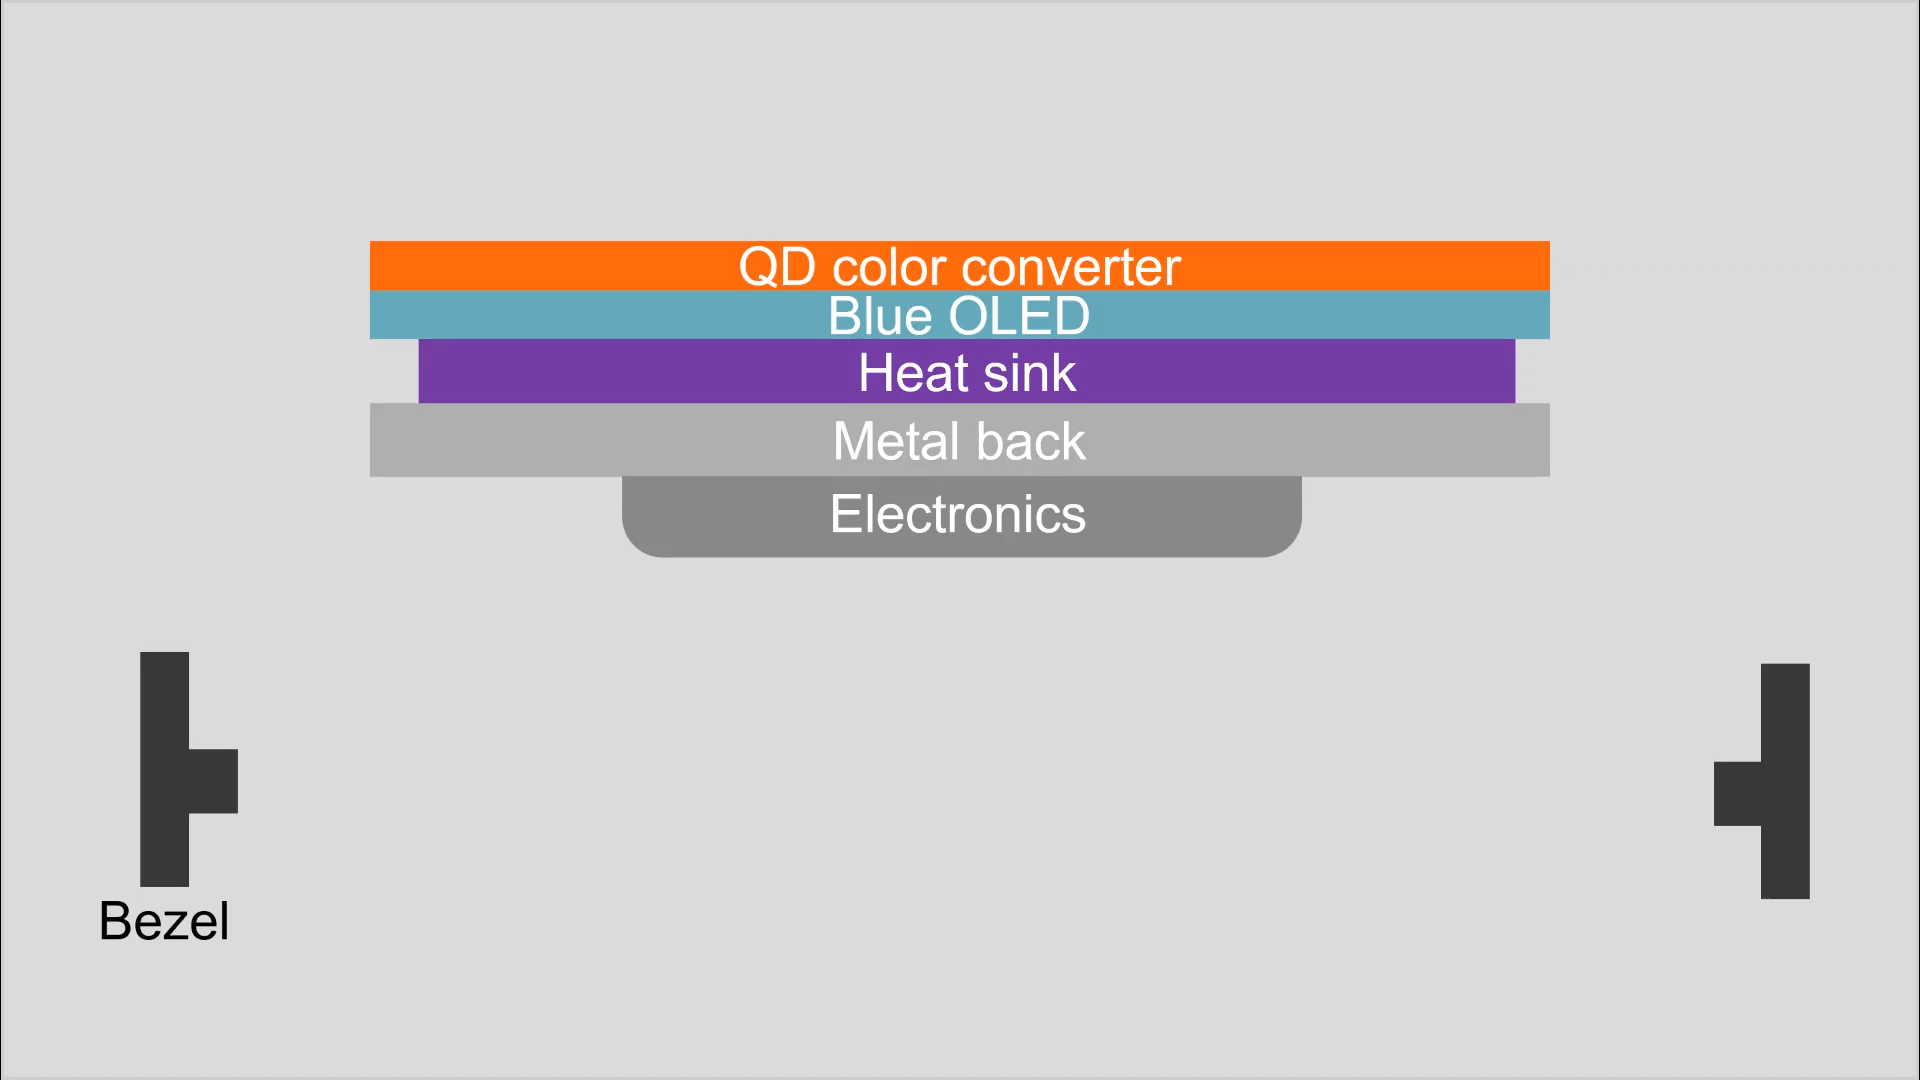 QD color converter
Blue OLED
Heat sink
Metal back
Electronics
Bezel